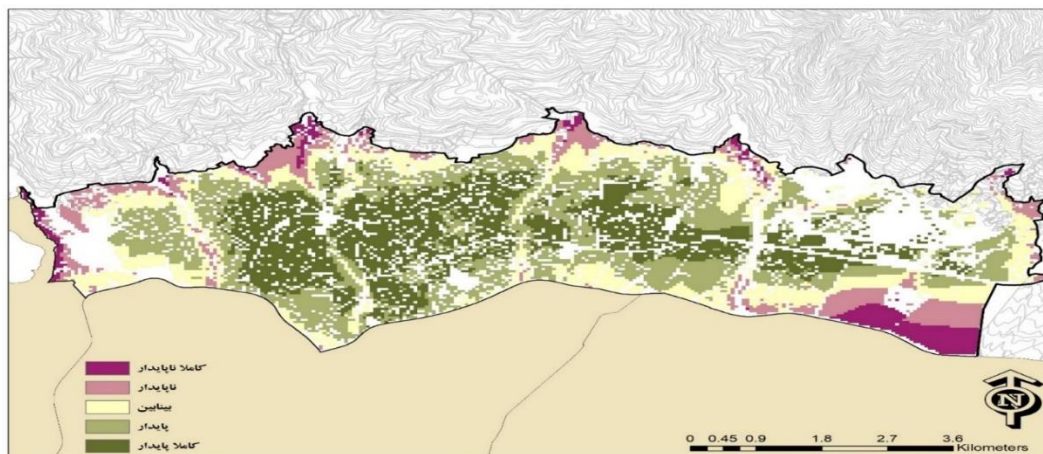 کاملا ناپایدار
ناپایدار
بینابین
پایدار
کاملا پایدار
N
0 0.45 0.9 1.8 2.7 3.6
Kilometers